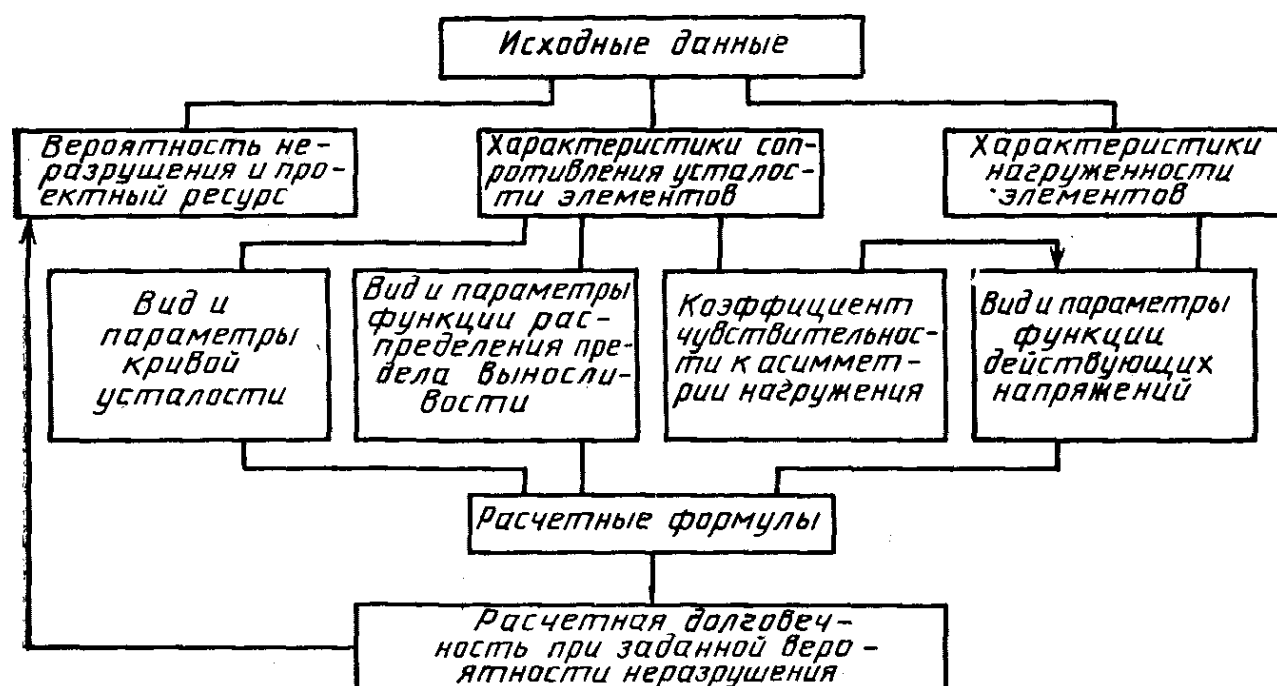 Исходные данные
Вероятность не-
разрушения и про-
ектный ресурс
Характеристики соп-
ротивления усталос-
ти элементов
Характеристики
нагруженности
элементов
Вид и
параметры
кривой
усталости
Вид и параметры
функции рас-
пределения пре-
дела выносли-
вости
Коэффициент
чувствительнос-
ти к асиммет-
рии нагружения
Вид и параметры
функции
действующих
напряжений
Расчетные формулы
Расчетная долговеч-
ность при заданной веро-
ятности неразрушения